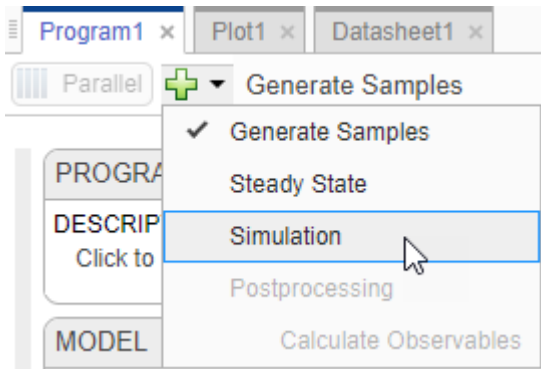 Program1 × Plot1 × Datasheet1 ×
Parallel Generate Samples
Generate Samples
Steady State
Simulation
Postprocessing
Calculate Observables
PROGRA
DESCRIP
Click to
MODEL